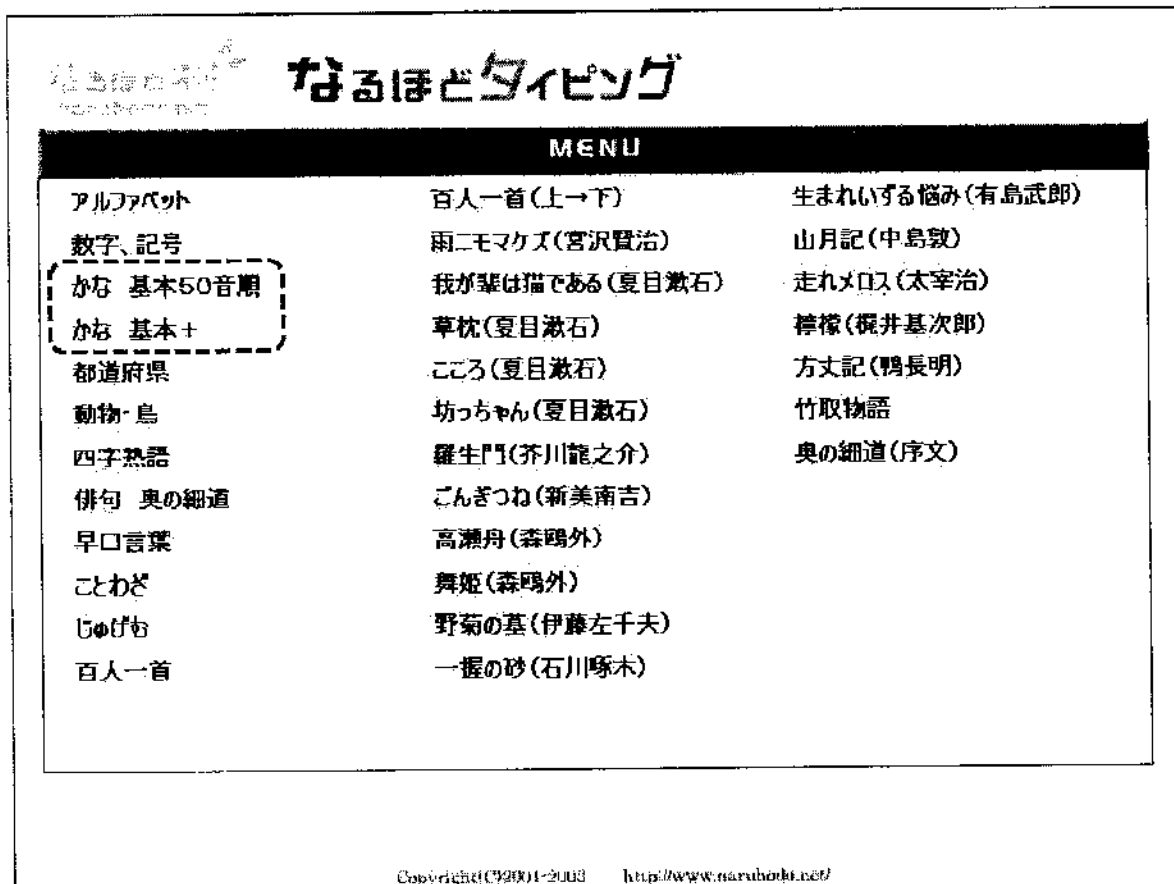 なるほどタイピング
MENU
アルファベット
数字、記号
かな 基本50音順
かな 基本+
都道府県
動物・鳥
四字熟語
俳句 奥の細道
早口言葉
ことわざ
じゅげむ
百人一首
百人一首(上→下)
雨ニモマケズ(宮沢賢治)
我が輩は猫である(夏目漱石)
草枕(夏目漱石)
こころ(夏目漱石)
坊っちゃん(夏目漱石)
羅生門(芥川龍之介)
ごんぎつね(新美南吉)
高瀬舟(森鴎外)
舞姫(森鴎外)
野菊の墓(伊藤左千夫)
一握の砂(石川啄木)
生まれいずる悩み(有島武郎)
山月記(中島敦)
走れメロス(太宰治)
檸檬(梶井基次郎)
方丈記(鴨長明)
竹取物語
奥の細道(序文)
Copyright(C)2001-2003 http://www.naruhodo.net/